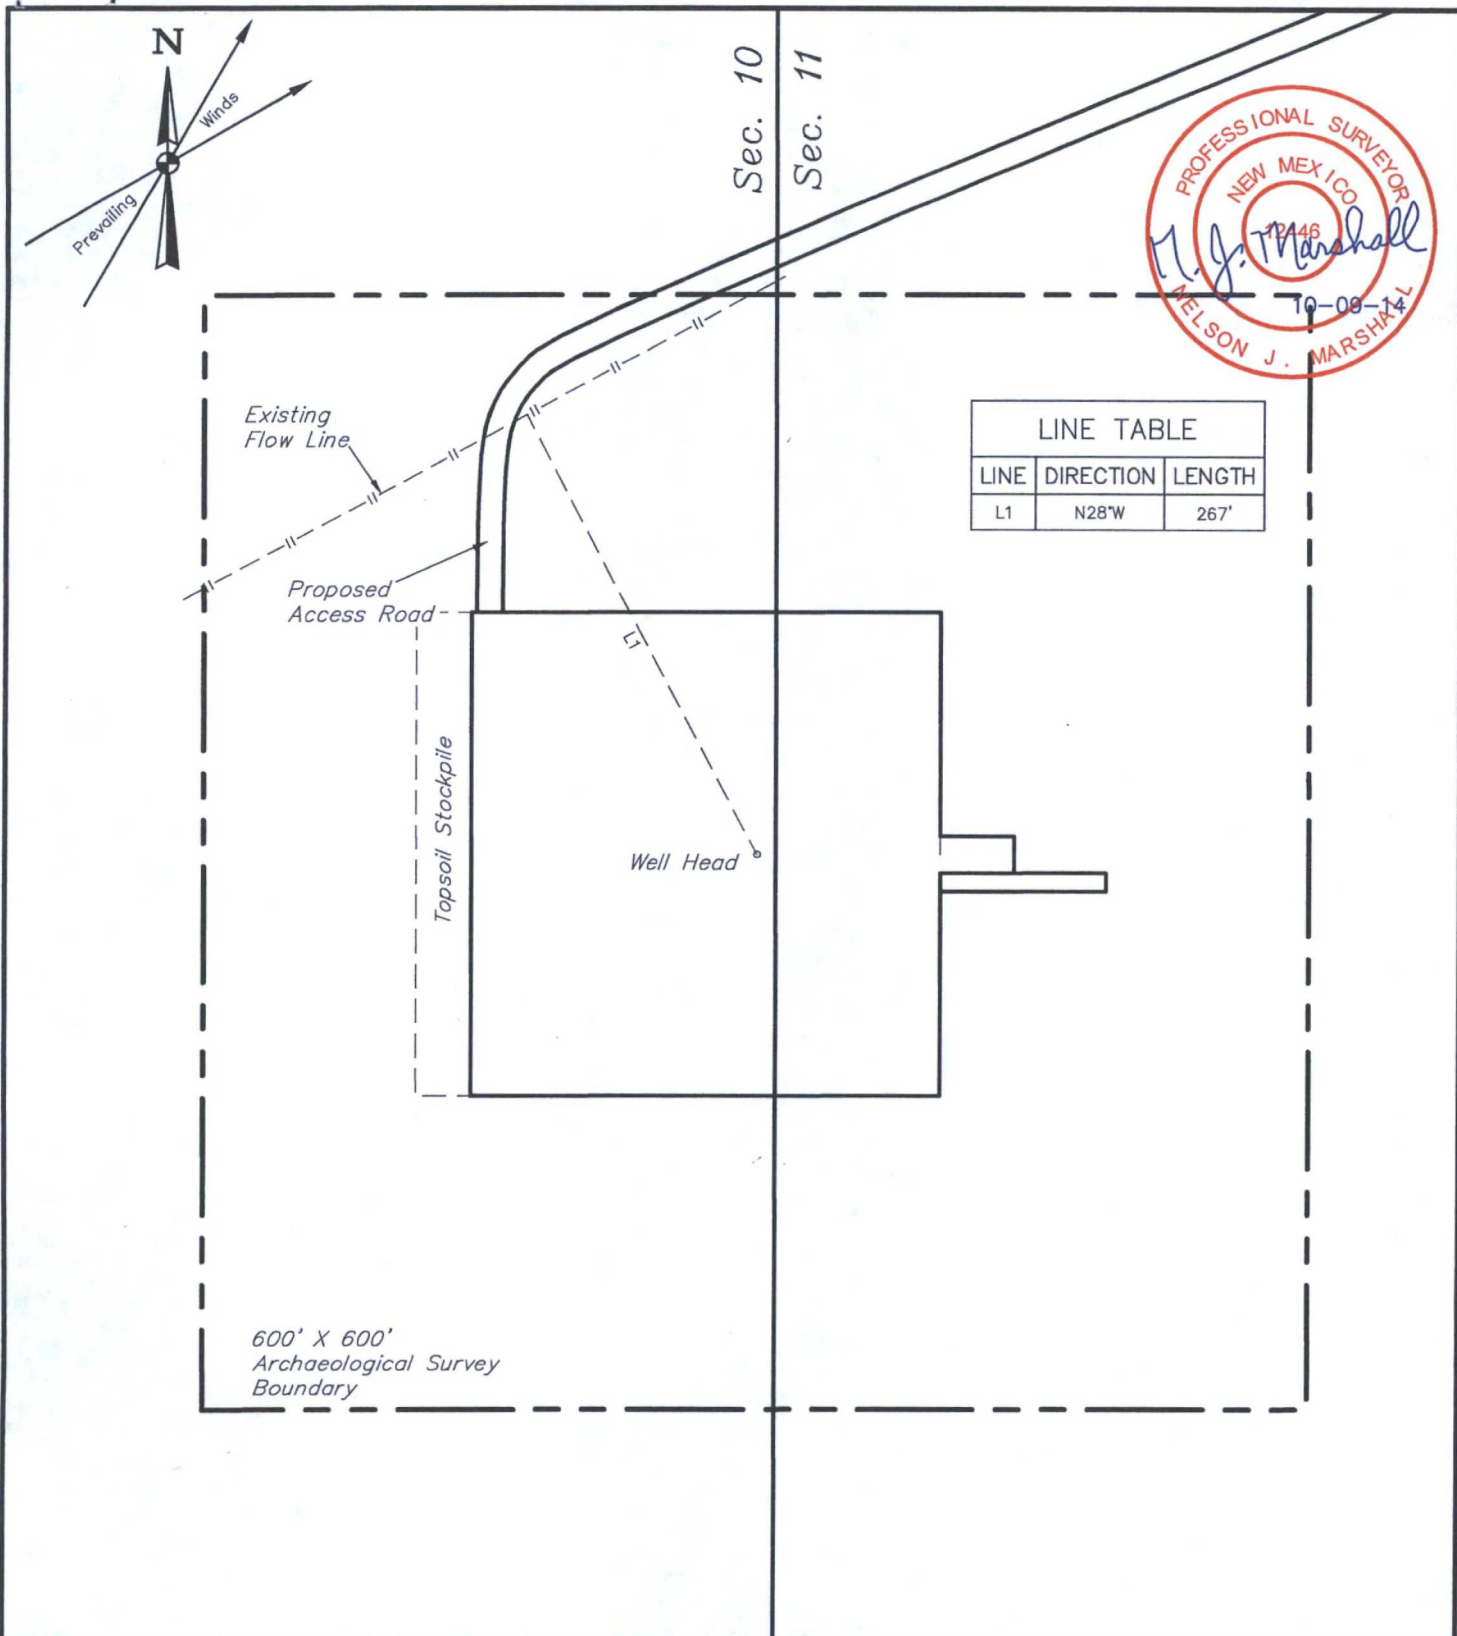 N
Winds
Prevailing
Sec. 10
Sec. 11
PROFESSIONAL SURVEYOR
NEW MEXICO
12446
N. J. Marshall
10-09-14
NELSON J. MARSHALL
Existing
Flow Line
LINE TABLE
LINE DIRECTION LENGTH
L1 N28°W 267'
Proposed
Access Road
L1
Topsoil Stockpile
Well Head
600' X 600'
Archaeological Survey
Boundary